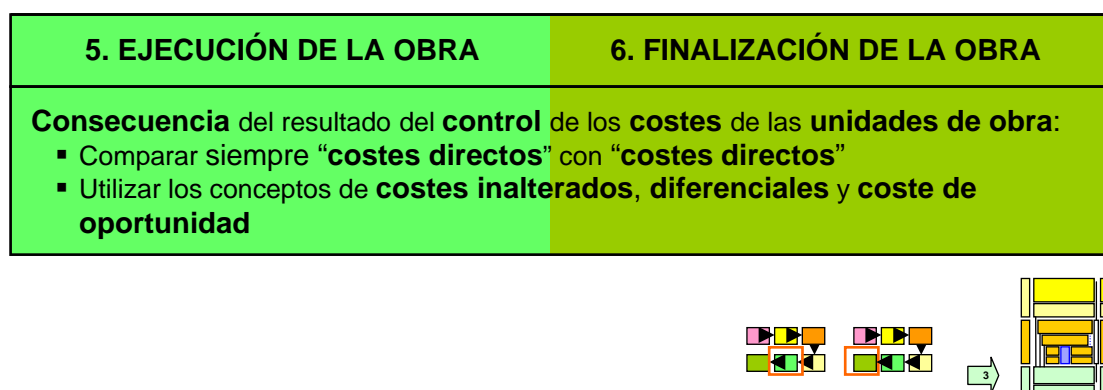 5. EJECUCIÓN DE LA OBRA 6. FINALIZACIÓN DE LA OBRA
Consecuencia del resultado del control de los costes de las unidades de obra:
▪ Comparar siempre “costes directos” con “costes directos”
▪ Utilizar los conceptos de costes inalterados, diferenciales y coste de
oportunidad
3